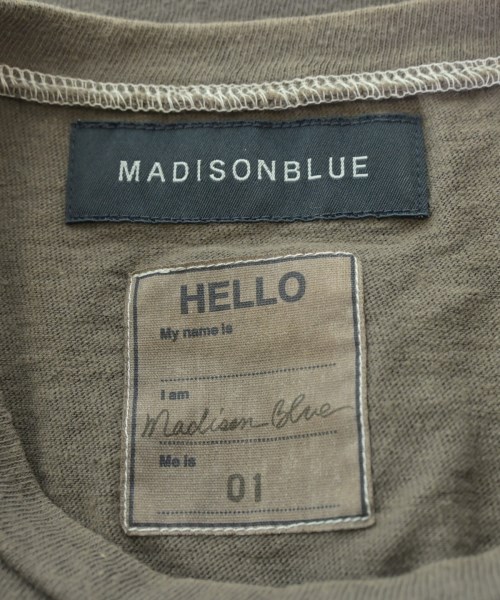 MADISONBLUE
HELLO
My name is
I am
Madison Blue
Me is
01